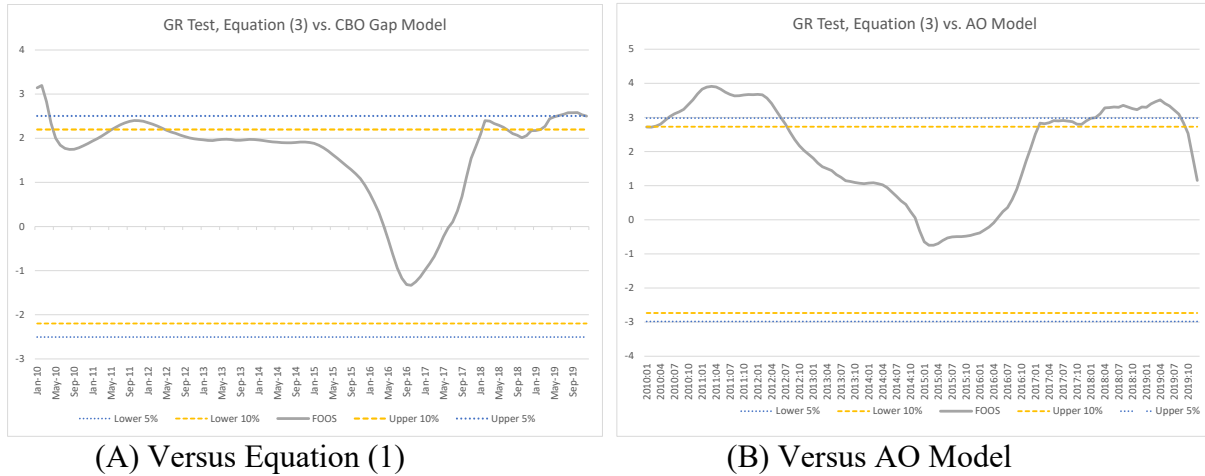 GR Test, Equation (3) vs. CBO Gap Model
4
3
2
1
0
-1
-2
-3
Jan-10
May-10
Sep-10
Jan-11
May-11
Sep-11
Jan-12
May-12
Sep-12
Jan-13
May-13
Sep-13
Jan-14
May-14
Sep-14
Jan-15
May-15
Sep-15
Jan-16
May-16
Sep-16
Jan-17
May-17
Sep-17
Jan-18
May-18
Sep-18
Jan-19
May-19
Sep-19
Lower 5% Lower 10% FOOS Upper 10% Upper 5%
(A) Versus Equation (1)
GR Test, Equation (3) vs. AO Model
5
4
3
2
1
0
-1
-2
-3
-4
2010:01
2010:04
2010:07
2010:10
2011:01
2011:04
2011:07
2011:10
2012:01
2012:04
2012:07
2012:10
2013:01
2013:04
2013:07
2013:10
2014:01
2014:04
2014:07
2014:10
2015:01
2015:04
2015:07
2015:10
2016:01
2016:04
2016:07
2016:10
2017:01
2017:04
2017:07
2017:10
2018:01
2018:04
2018:07
2018:10
2019:01
2019:04
2019:07
2019:10
Lower 5% Lower 10% FOOS Upper 10% Upper 5%
(B) Versus AO Model